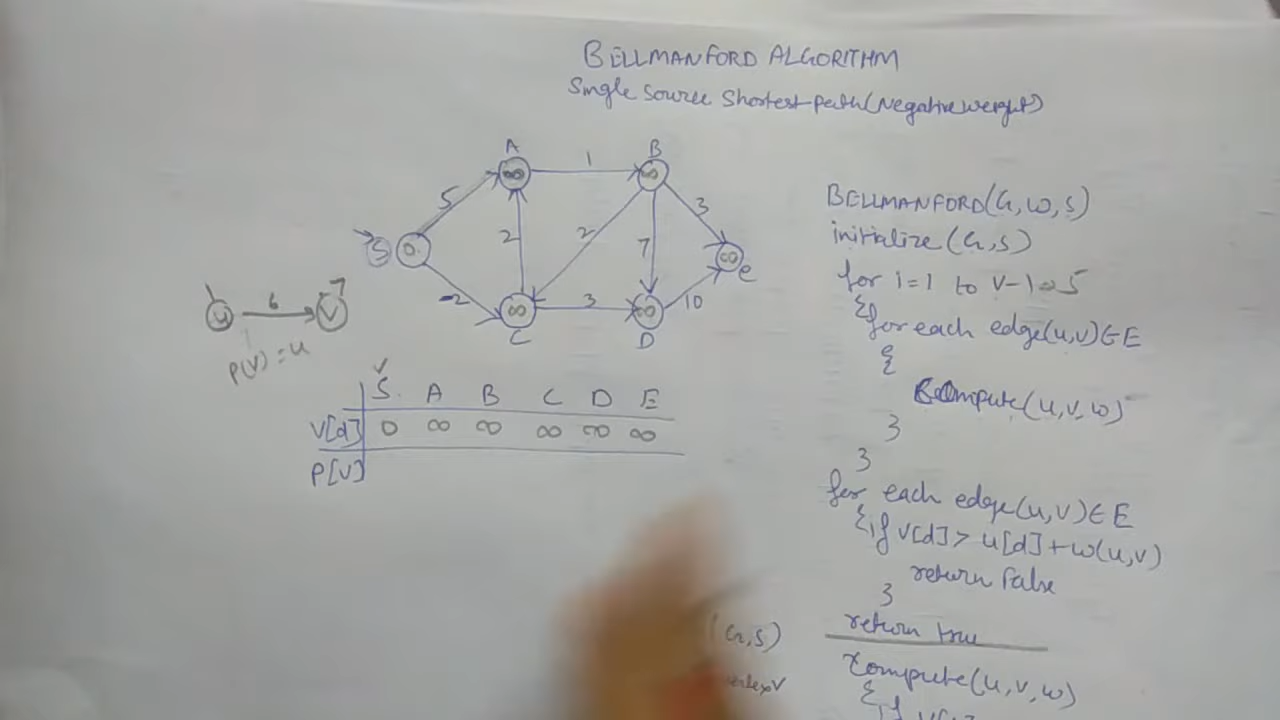 BELLMANFORD ALGORITHM
Single Source Shortest path (Negative weight)
A 1 B
5 2 2 7 3
S 0 ∞ ∞ ∞ e
-2 ∞ 3 ∞ 10
C D
u 6 v 7
P(V) = u
S A B C D E
V[d] 0 ∞ ∞ ∞ ∞ ∞
P[V]
BELLMANFORD(G, W, S)
initialize (G, S)
for i=1 to V-1 = 5
{
for each edge(u,v)∈E
{
Compute(u, v, w)
}
}
for each edge(u,v)∈E
{ if v[d] > u[d] + w(u,v)
return false
}
return true
(G, S)
vertex V
Compute(u, v, w)
{